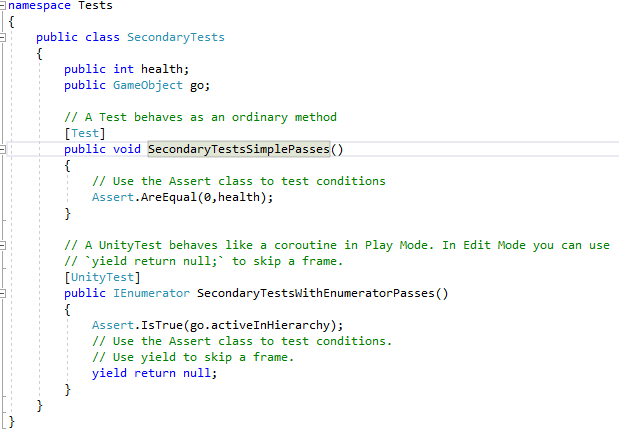 namespace Tests
{
public class SecondaryTests
{
public int health;
public GameObject go;
// A Test behaves as an ordinary method
[Test]
public void SecondaryTestsSimplePasses()
{
// Use the Assert class to test conditions
Assert.AreEqual(0,health);
}
// A UnityTest behaves like a coroutine in Play Mode. In Edit Mode you can use
// `yield return null;` to skip a frame.
[UnityTest]
public IEnumerator SecondaryTestsWithEnumeratorPasses()
{
Assert.IsTrue(go.activeInHierarchy);
// Use the Assert class to test conditions.
// Use yield to skip a frame.
yield return null;
}
}
}